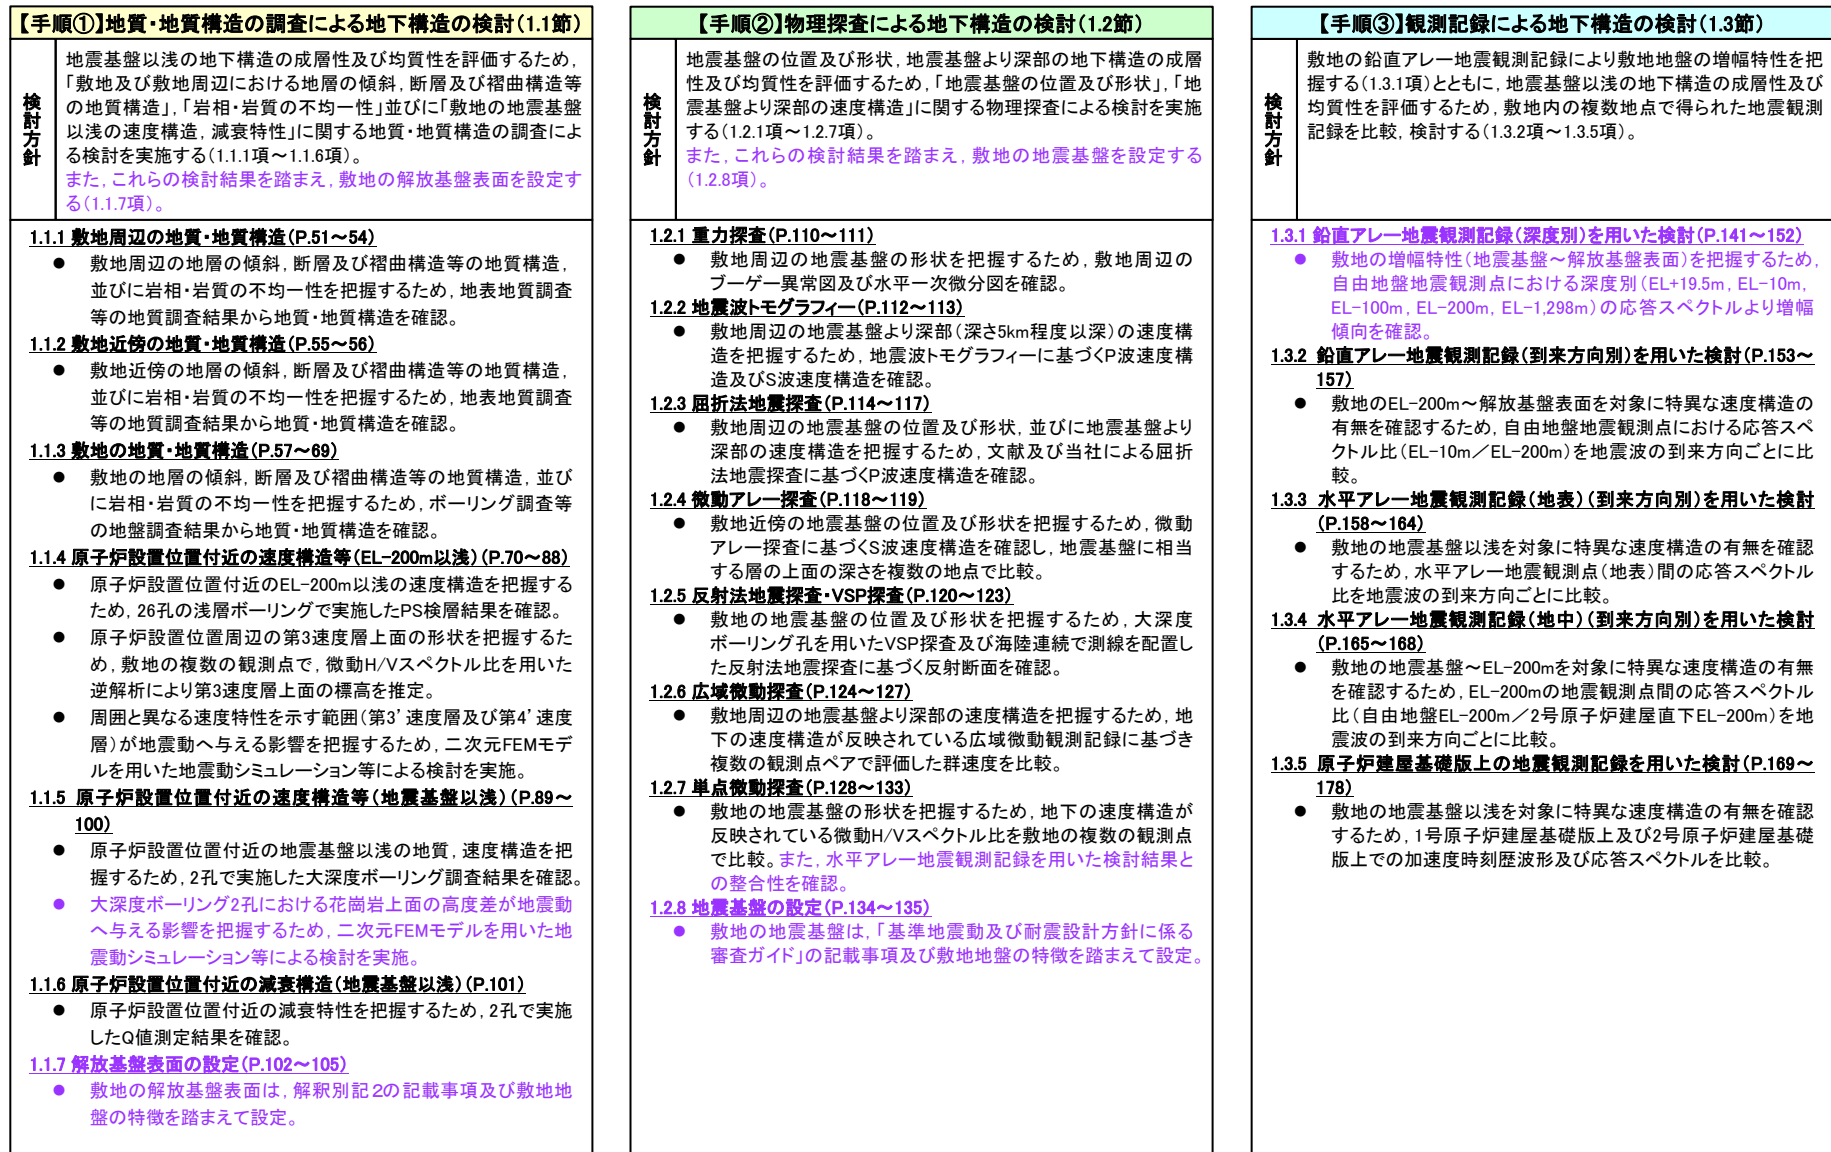 【手順①】地質・地質構造の調査による地下構造の検討(1.1節)
検討方針
地震基盤以浅の地下構造の成層性及び均質性を評価するため,
「敷地及び敷地周辺における地層の傾斜,断層及び褶曲構造等
の地質構造」,「岩相・岩質の不均一性」並びに「敷地の地震基盤
以浅の速度構造,減衰特性」に関する地質・地質構造の調査によ
る検討を実施する(1.1.1項～1.1.6項)。
また,これらの検討結果を踏まえ,敷地の解放基盤表面を設定す
る(1.1.7項)。
1.1.1 敷地周辺の地質・地質構造(P.51～54)
● 敷地周辺の地層の傾斜,断層及び褶曲構造等の地質構造,
並びに岩相・岩質の不均一性を把握するため,地表地質調査
等の地質調査結果から地質・地質構造を確認。
1.1.2 敷地近傍の地質・地質構造(P.55～56)
● 敷地近傍の地層の傾斜,断層及び褶曲構造等の地質構造,
並びに岩相・岩質の不均一性を把握するため,地表地質調査
等の地質調査結果から地質・地質構造を確認。
1.1.3 敷地の地質・地質構造(P.57～69)
● 敷地の地層の傾斜,断層及び褶曲構造等の地質構造,並び
に岩相・岩質の不均一性を把握するため,ボーリング調査等
の地盤調査結果から地質・地質構造を確認。
1.1.4 原子炉設置位置付近の速度構造等(EL-200m以浅)(P.70～88)
● 原子炉設置位置付近のEL-200m以浅の速度構造を把握する
ため,26孔の浅層ボーリングで実施したPS検層結果を確認。
● 原子炉設置位置周辺の第3速度層上面の形状を把握するた
め,敷地の複数の観測点で,微動H/Vスペクトル比を用いた
逆解析により第3速度層上面の標高を推定。
● 周囲と異なる速度特性を示す範囲(第3’速度層及び第4’速度
層)が地震動へ与える影響を把握するため,二次元FEMモデ
ルを用いた地震動シミュレーション等による検討を実施。
1.1.5 原子炉設置位置付近の速度構造等(地震基盤以浅)(P.89～
100)
● 原子炉設置位置付近の地震基盤以浅の地質,速度構造を把
握するため,2孔で実施した大深度ボーリング調査結果を確認。
● 大深度ボーリング2孔における花崗岩上面の高度差が地震動
へ与える影響を把握するため,二次元FEMモデルを用いた地
震動シミュレーション等による検討を実施。
1.1.6 原子炉設置位置付近の減衰構造(地震基盤以浅)(P.101)
● 原子炉設置位置付近の減衰特性を把握するため,2孔で実施
したQ値測定結果を確認。
1.1.7 解放基盤表面の設定(P.102～105)
● 敷地の解放基盤表面は,解釈別記2の記載事項及び敷地地
盤の特徴を踏まえて設定。
【手順②】物理探査による地下構造の検討(1.2節)
検討方針
地震基盤の位置及び形状,地震基盤より深部の地下構造の成層
性及び均質性を評価するため,「地震基盤の位置及び形状」,「地
震基盤より深部の速度構造」に関する物理探査による検討を実施
する(1.2.1項～1.2.7項)。
また,これらの検討結果を踏まえ,敷地の地震基盤を設定する
(1.2.8項)。
1.2.1 重力探査(P.110～111)
● 敷地周辺の地震基盤の形状を把握するため,敷地周辺の
ブーゲー異常図及び水平一次微分図を確認。
1.2.2 地震波トモグラフィー(P.112～113)
● 敷地周辺の地震基盤より深部(深さ5km程度以深)の速度構
造を把握するため,地震波トモグラフィーに基づくP波速度構
造及びS波速度構造を確認。
1.2.3 屈折法地震探査(P.114～117)
● 敷地周辺の地震基盤の位置及び形状,並びに地震基盤より
深部の速度構造を把握するため,文献及び当社による屈折
法地震探査に基づくP波速度構造を確認。
1.2.4 微動アレー探査(P.118～119)
● 敷地近傍の地震基盤の位置及び形状を把握するため,微動
アレー探査に基づくS波速度構造を確認し,地震基盤に相当
する層の上面の深さを複数の地点で比較。
1.2.5 反射法地震探査・VSP探査(P.120～123)
● 敷地の地震基盤の位置及び形状を把握するため,大深度
ボーリング孔を用いたVSP探査及び海陸連続で測線を配置し
た反射法地震探査に基づく反射断面を確認。
1.2.6 広域微動探査(P.124～127)
● 敷地周辺の地震基盤より深部の速度構造を把握するため,地
下の速度構造が反映されている広域微動観測記録に基づき
複数の観測点ペアで評価した群速度を比較。
1.2.7 単点微動探査(P.128～133)
● 敷地の地震基盤の形状を把握するため,地下の速度構造が
反映されている微動H/Vスペクトル比を敷地の複数の観測点
で比較。また,水平アレー地震観測記録を用いた検討結果と
の整合性を確認。
1.2.8 地震基盤の設定(P.134～135)
● 敷地の地震基盤は,「基準地震動及び耐震設計方針に係る
審査ガイド」の記載事項及び敷地地盤の特徴を踏まえて設定。
【手順③】観測記録による地下構造の検討(1.3節)
検討方針
敷地の鉛直アレー地震観測記録により敷地地盤の増幅特性を把
握する(1.3.1項)とともに,地震基盤以浅の地下構造の成層性及び
均質性を評価するため,敷地内の複数地点で得られた地震観測
記録を比較,検討する(1.3.2項～1.3.5項)。
1.3.1 鉛直アレー地震観測記録(深度別)を用いた検討(P.141～152)
● 敷地の増幅特性(地震基盤～解放基盤表面)を把握するため,
自由地盤地震観測点における深度別(EL+19.5m, EL-10m,
EL-100m, EL-200m, EL-1,298m)の応答スペクトルより増幅
傾向を確認。
1.3.2 鉛直アレー地震観測記録(到来方向別)を用いた検討(P.153～
157)
● 敷地のEL-200m～解放基盤表面を対象に特異な速度構造の
有無を確認するため,自由地盤地震観測点における応答スペ
クトル比(EL-10m／EL-200m)を地震波の到来方向ごとに比
較。
1.3.3 水平アレー地震観測記録(地表)(到来方向別)を用いた検討
(P.158～164)
● 敷地の地震基盤以浅を対象に特異な速度構造の有無を確認
するため,水平アレー地震観測点(地表)間の応答スペクトル
比を地震波の到来方向ごとに比較。
1.3.4 水平アレー地震観測記録(地中)(到来方向別)を用いた検討
(P.165～168)
● 敷地の地震基盤～EL-200mを対象に特異な速度構造の有無
を確認するため,EL-200mの地震観測点間の応答スペクトル
比(自由地盤EL-200m／2号原子炉建屋直下EL-200m)を地
震波の到来方向ごとに比較。
1.3.5 原子炉建屋基礎版上の地震観測記録を用いた検討(P.169～
178)
● 敷地の地震基盤以浅を対象に特異な速度構造の有無を確認
するため,1号原子炉建屋基礎版上及び2号原子炉建屋基礎
版上での加速度時刻歴波形及び応答スペクトルを比較。